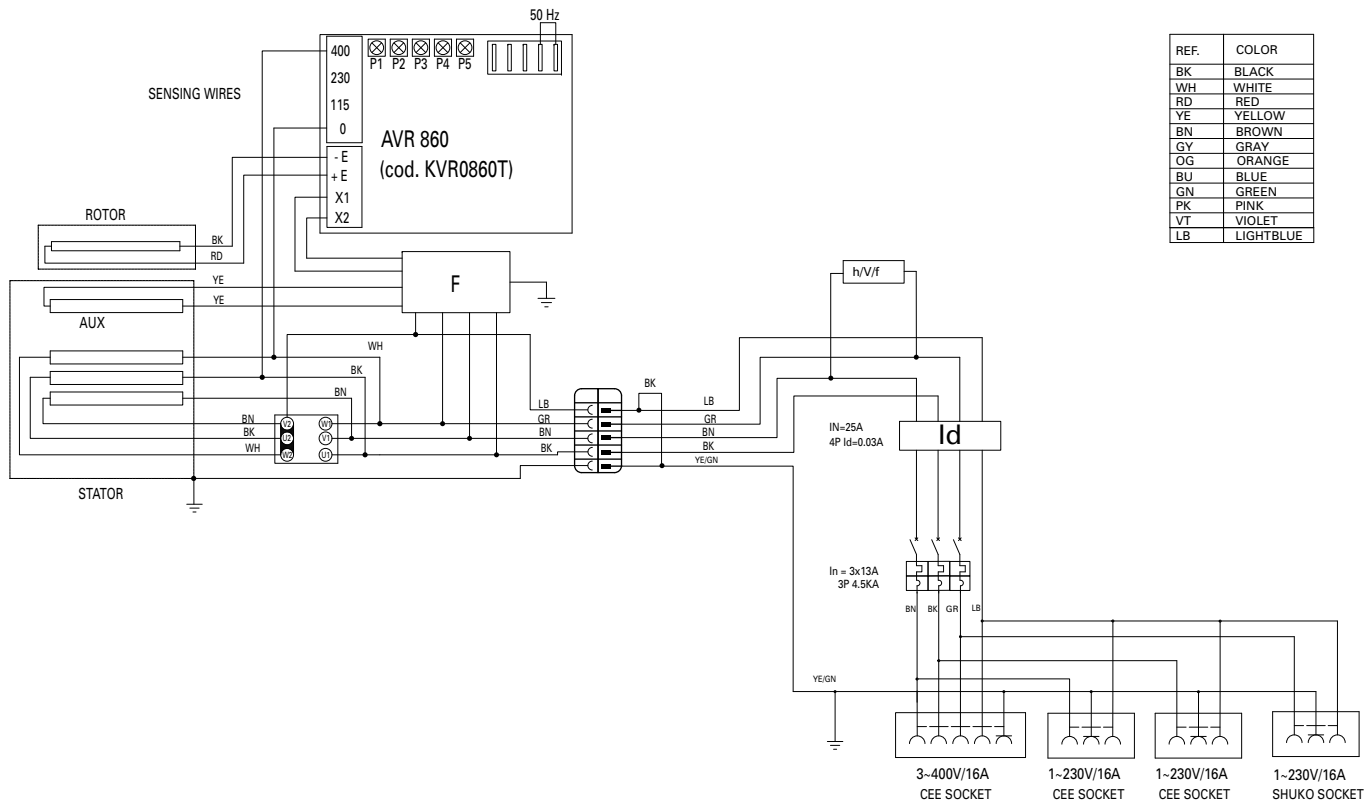 50 Hz
400
230
115
0
P1 P2 P3 P4 P5
SENSING WIRES
AVR 860
(cod. KVR0860T)
- E
+ E
X1
X2
REF. COLOR
BK BLACK
WH WHITE
RD RED
YE YELLOW
BN BROWN
GY GRAY
OG ORANGE
BU BLUE
GN GREEN
PK PINK
VT VIOLET
LB LIGHTBLUE
ROTOR
BK
RD
YE
YE
AUX
F
h/V/f
WH
BK
BN
BN
BK
WH
V2 W1
U2 V1
W2 U1
STATOR
LB
GR
BN
BK
BK
LB
GR
BN
BK
YE/GN
IN=25A
4P Id=0.03A
Id
In = 3x13A
3P 4.5KA
BN BK GR LB
YE/GN
3~400V/16A
CEE SOCKET
1~230V/16A
CEE SOCKET
1~230V/16A
CEE SOCKET
1~230V/16A
SHUKO SOCKET